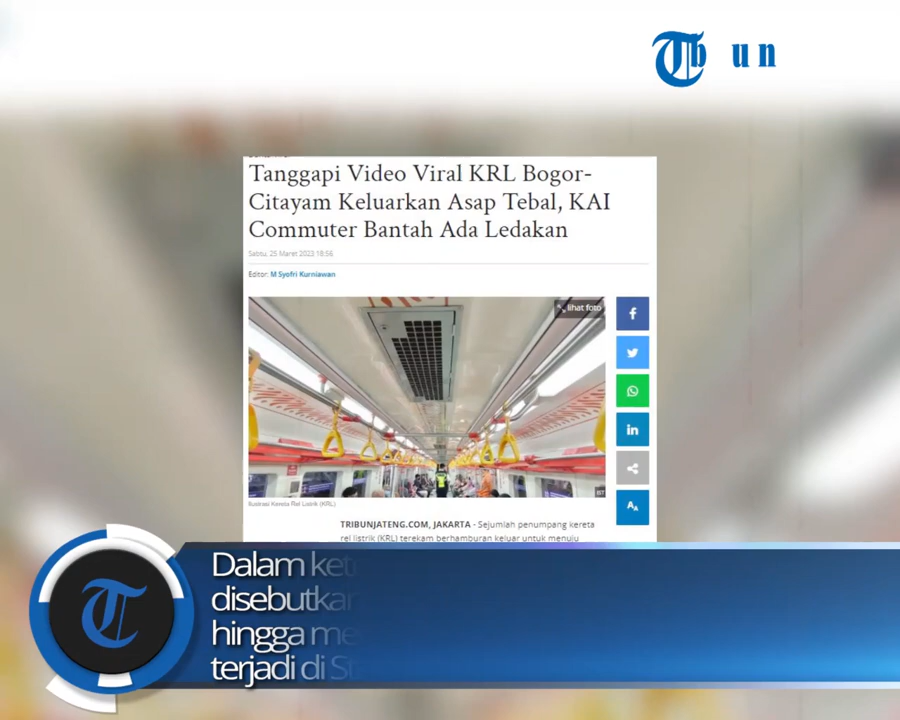 T un
Tanggapi Video Viral KRL Bogor-
Citayam Keluarkan Asap Tebal, KAI
Commuter Bantah Ada Ledakan
Sabtu, 25 Maret 2023 18:56
Editor: M Syofri Kurniawan
lihat foto
IST
Ilustrasi Kereta Rel Listrik (KRL)
TRIBUNJATENG.COM, JAKARTA - Sejumlah penumpang kereta
rel listrik (KRL) terekam berhamburan keluar untuk menuju
Dalam ket
disebutkan
hingga me
terjadi di S